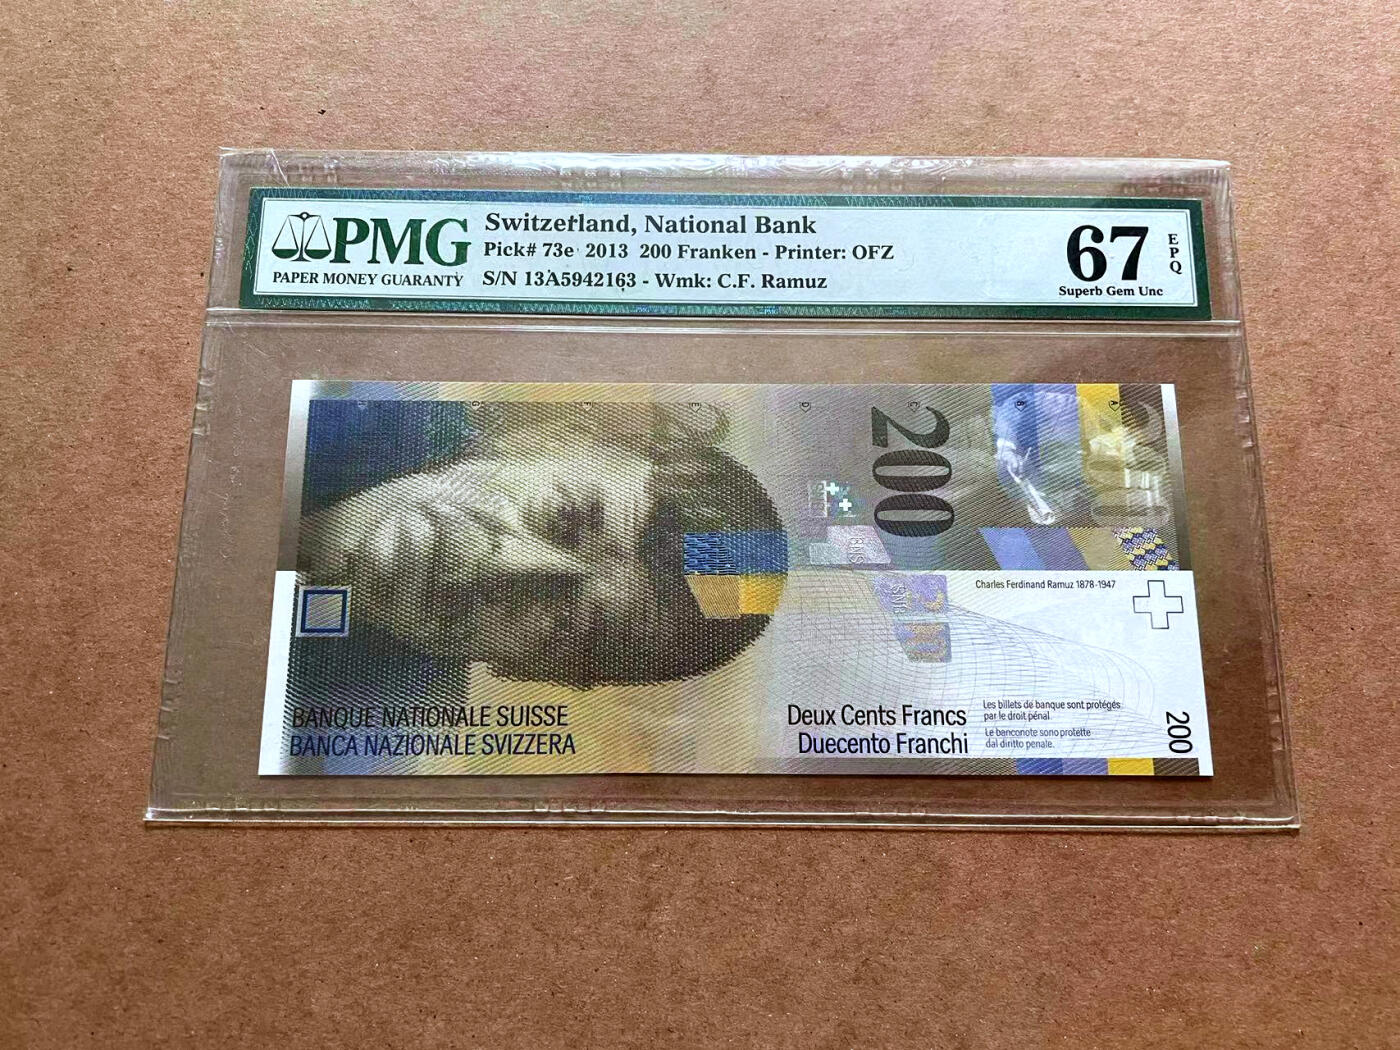 PMG
PAPER MONEY GUARANTY
Switzerland, National Bank
Pick# 73e 2013 200 Franken - Printer: OFZ
S/N 13A5942163 - Wmk: C.F. Ramuz
67
EPQ
Superb Gem Unc
200
Charles Ferdinand Ramuz 1878-1947
BANQUE NATIONALE SUISSE
BANCA NAZIONALE SVIZZERA
Deux Cents Francs
Duecento Franchi
Les billets de banque sont protégés
par le droit pénal.
Le banconote sono protette
dal diritto penale.
200